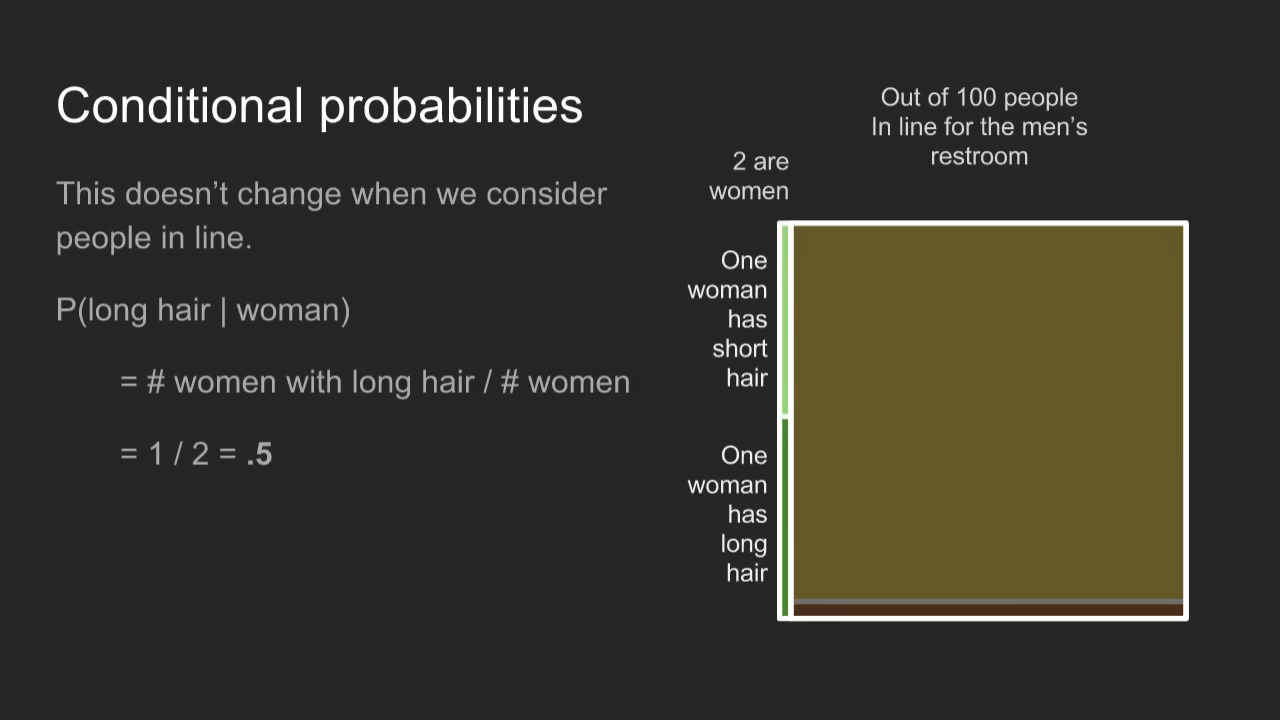 Conditional probabilities
This doesn’t change when we consider
people in line.
P(long hair | woman)
= # women with long hair / # women
= 1 / 2 = .5
Out of 100 people
In line for the men’s
restroom
2 are
women
One
woman
has
short
hair
One
woman
has
long
hair